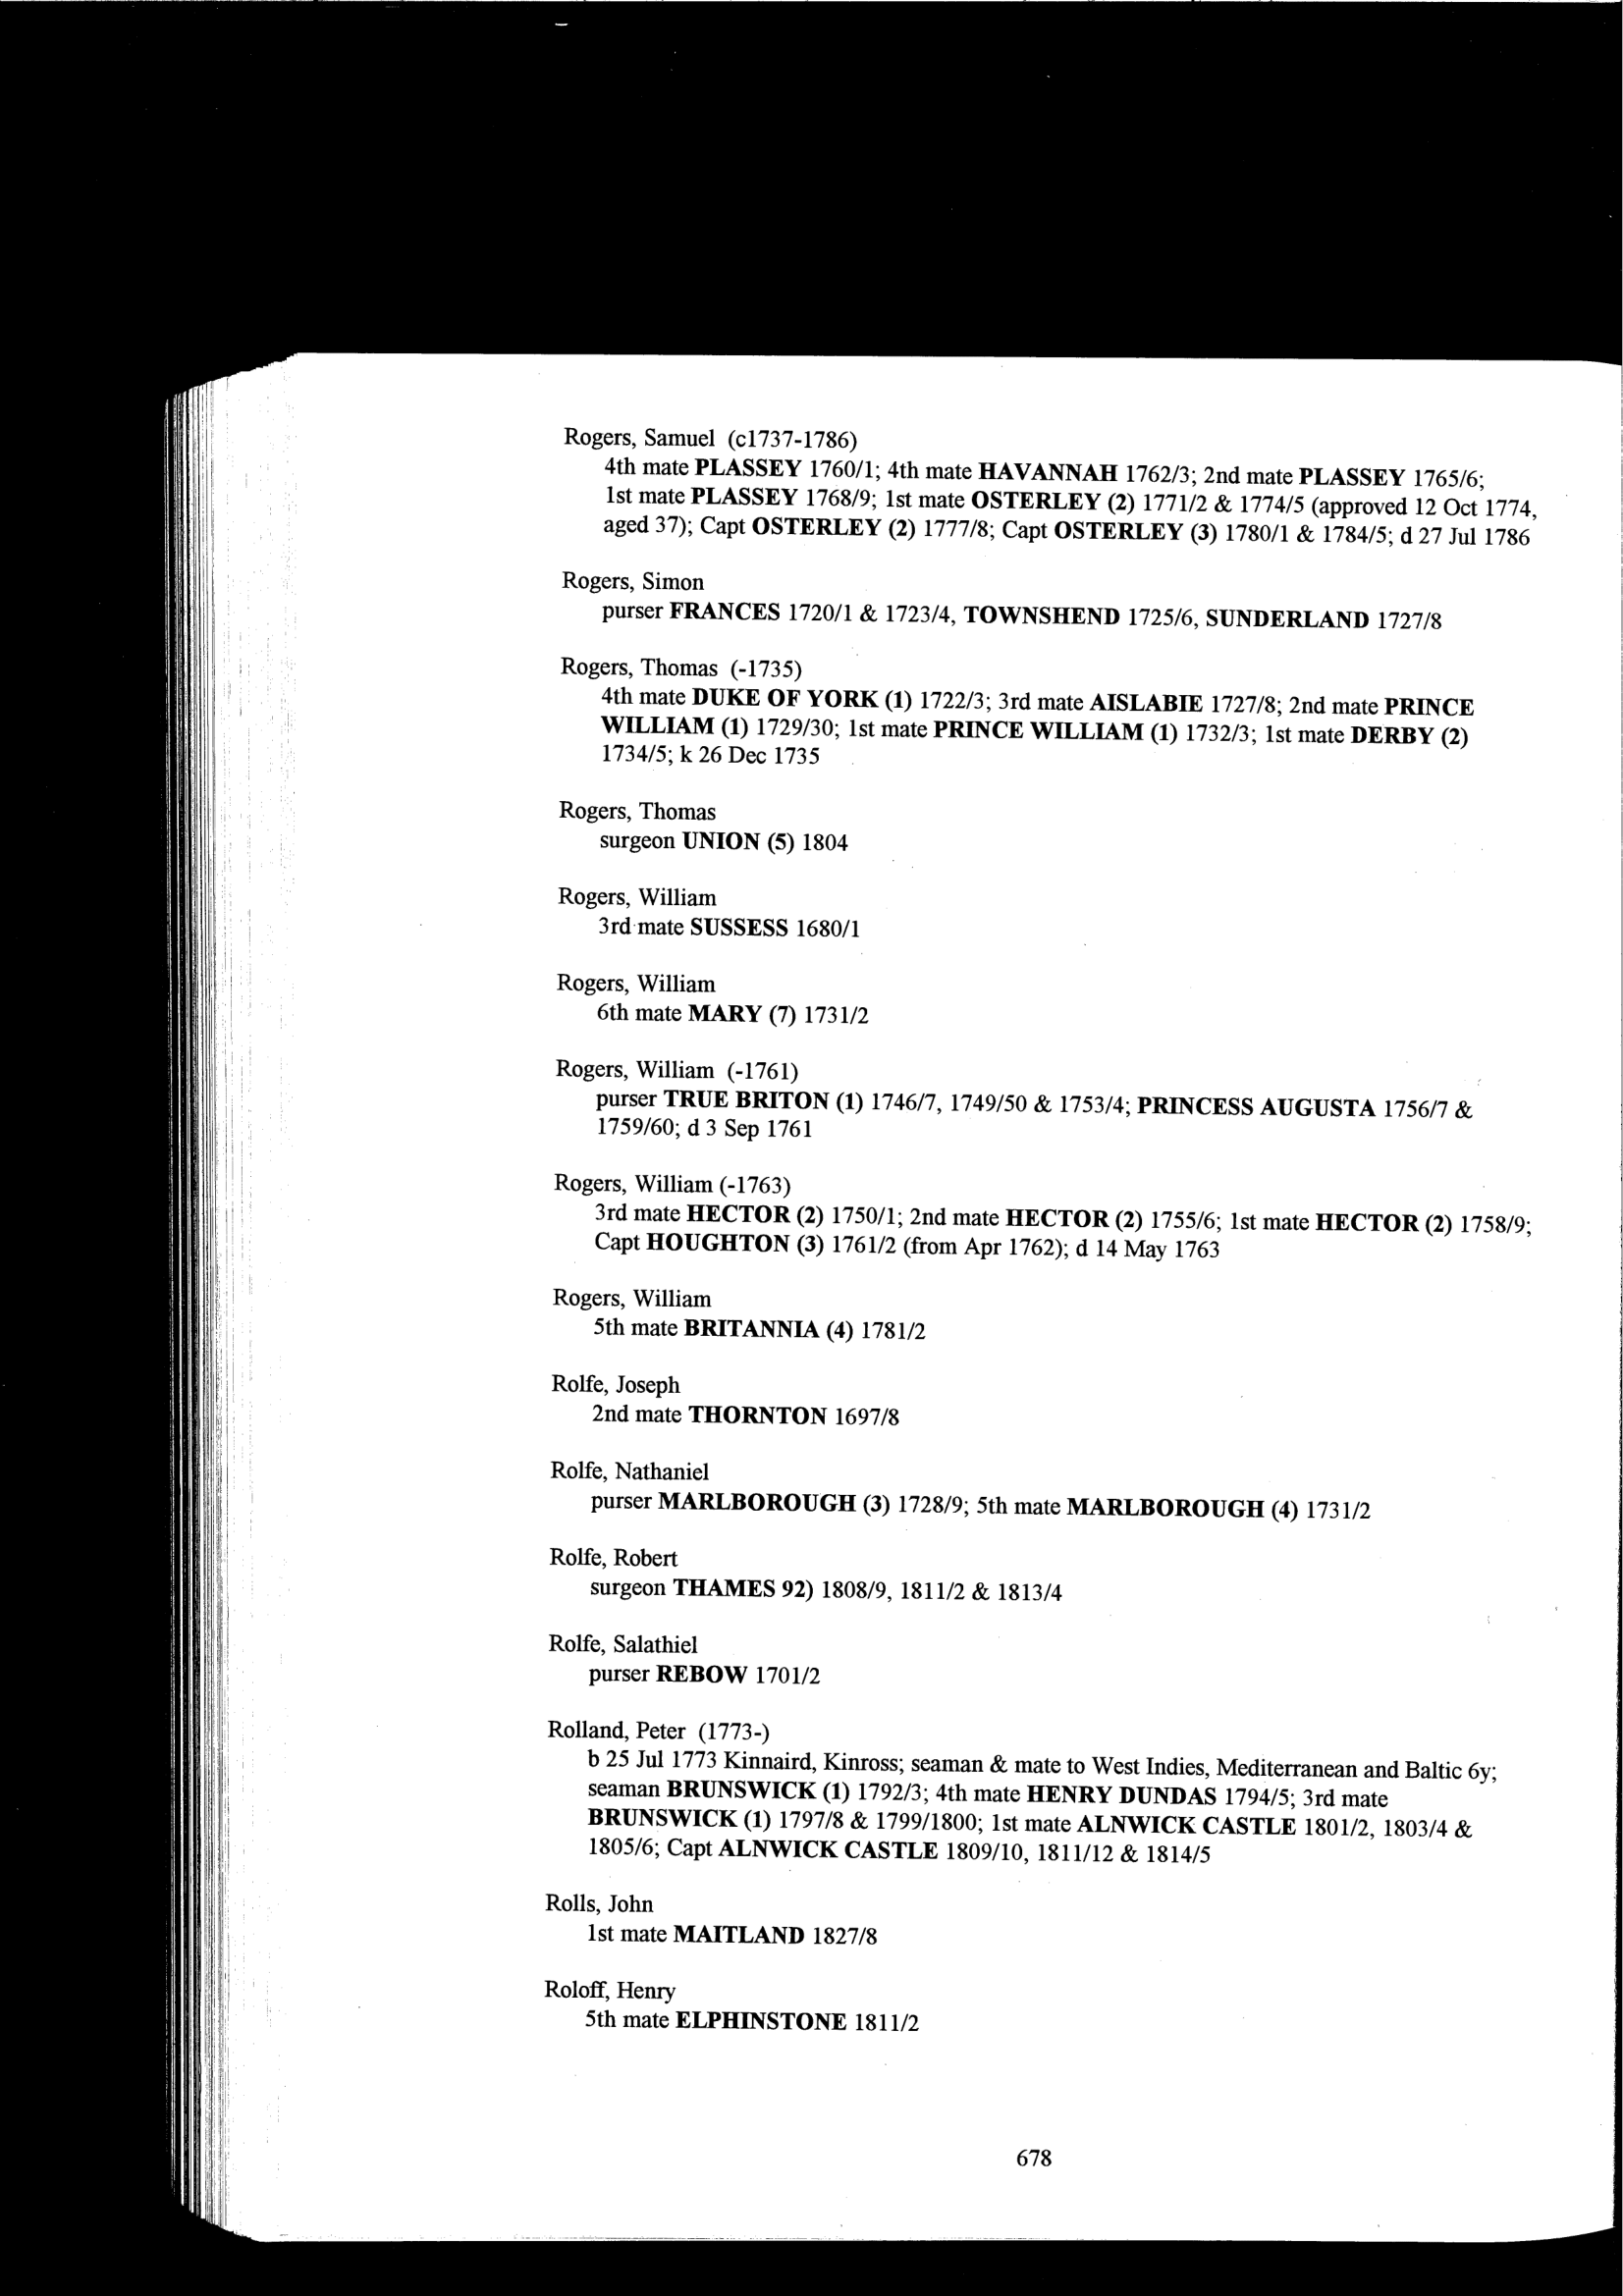 Rogers, Samuel (c1737-1786)
4th mate PLASSEY 1760/1; 4th mate HAVANNAH 1762/3; 2nd mate PLASSEY 1765/6;
1st mate PLASSEY 1768/9; 1st mate OSTERLEY (2) 1771/2 & 1774/5 (approved 12 Oct 1774,
aged 37); Capt OSTERLEY (2) 1777/8; Capt OSTERLEY (3) 1780/1 & 1784/5; d 27 Jul 1786
Rogers, Simon
purser FRANCES 1720/1 & 1723/4, TOWNSHEND 1725/6, SUNDERLAND 1727/8
Rogers, Thomas (-1735)
4th mate DUKE OF YORK (1) 1722/3; 3rd mate AISLABIE 1727/8; 2nd mate PRINCE
WILLIAM (1) 1729/30; 1st mate PRINCE WILLIAM (1) 1732/3; 1st mate DERBY (2)
1734/5; k 26 Dec 1735
Rogers, Thomas
surgeon UNION (5) 1804
Rogers, William
3rd mate SUSSESS 1680/1
Rogers, William
6th mate MARY (7) 1731/2
Rogers, William (-1761)
purser TRUE BRITON (1) 1746/7, 1749/50 & 1753/4; PRINCESS AUGUSTA 1756/7 &
1759/60; d 3 Sep 1761
Rogers, William (-1763)
3rd mate HECTOR (2) 1750/1; 2nd mate HECTOR (2) 1755/6; 1st mate HECTOR (2) 1758/9;
Capt HOUGHTON (3) 1761/2 (from Apr 1762); d 14 May 1763
Rogers, William
5th mate BRITANNIA (4) 1781/2
Rolfe, Joseph
2nd mate THORNTON 1697/8
Rolfe, Nathaniel
purser MARLBOROUGH (3) 1728/9; 5th mate MARLBOROUGH (4) 1731/2
Rolfe, Robert
surgeon THAMES 92) 1808/9, 1811/2 & 1813/4
Rolfe, Salathiel
purser REBOW 1701/2
Rolland, Peter (1773-)
b 25 Jul 1773 Kinnaird, Kinross; seaman & mate to West Indies, Mediterranean and Baltic 6y;
seaman BRUNSWICK (1) 1792/3; 4th mate HENRY DUNDAS 1794/5; 3rd mate
BRUNSWICK (1) 1797/8 & 1799/1800; 1st mate ALNWICK CASTLE 1801/2, 1803/4 &
1805/6; Capt ALNWICK CASTLE 1809/10, 1811/12 & 1814/5
Rolls, John
1st mate MAITLAND 1827/8
Roloff, Henry
5th mate ELPHINSTONE 1811/2
678